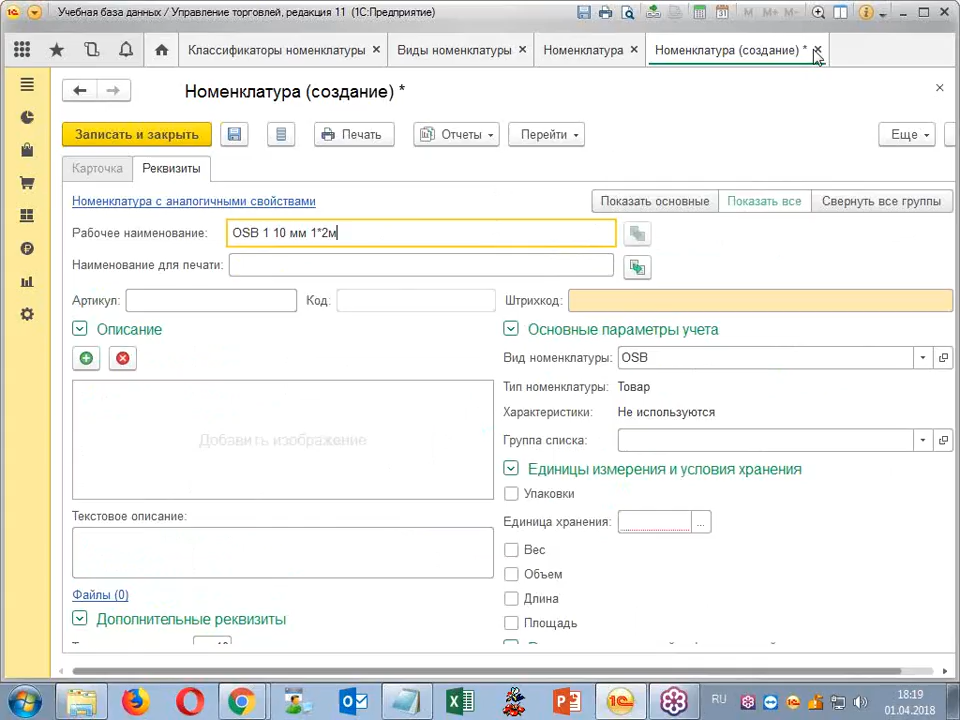 Учебная база данных / Управление торговлей, редакция 11 (1С:Предприятие)
M M+ M-
Классификаторы номенклатуры × Виды номенклатуры × Номенклатура × Номенклатура (создание) * ×
Номенклатура (создание) *
Записать и закрыть Печать Отчеты Перейти Еще
Карточка Реквизиты
Номенклатура с аналогичными свойствами Показать основные Показать все Свернуть все группы
Рабочее наименование: OSB 1 10 мм 1*2м
Наименование для печати:
Артикул: Код: Штрихкод:
Описание Основные параметры учета
Вид номенклатуры: OSB
Тип номенклатуры: Товар
Характеристики: Не используются
Добавить изображение
Группа списка:
Единицы измерения и условия хранения
Упаковки
Текстовое описание:
Единица хранения: ...
Вес
Объем
Файлы (0)
Длина
Дополнительные реквизиты Площадь
RU
18:19
01.04.2018